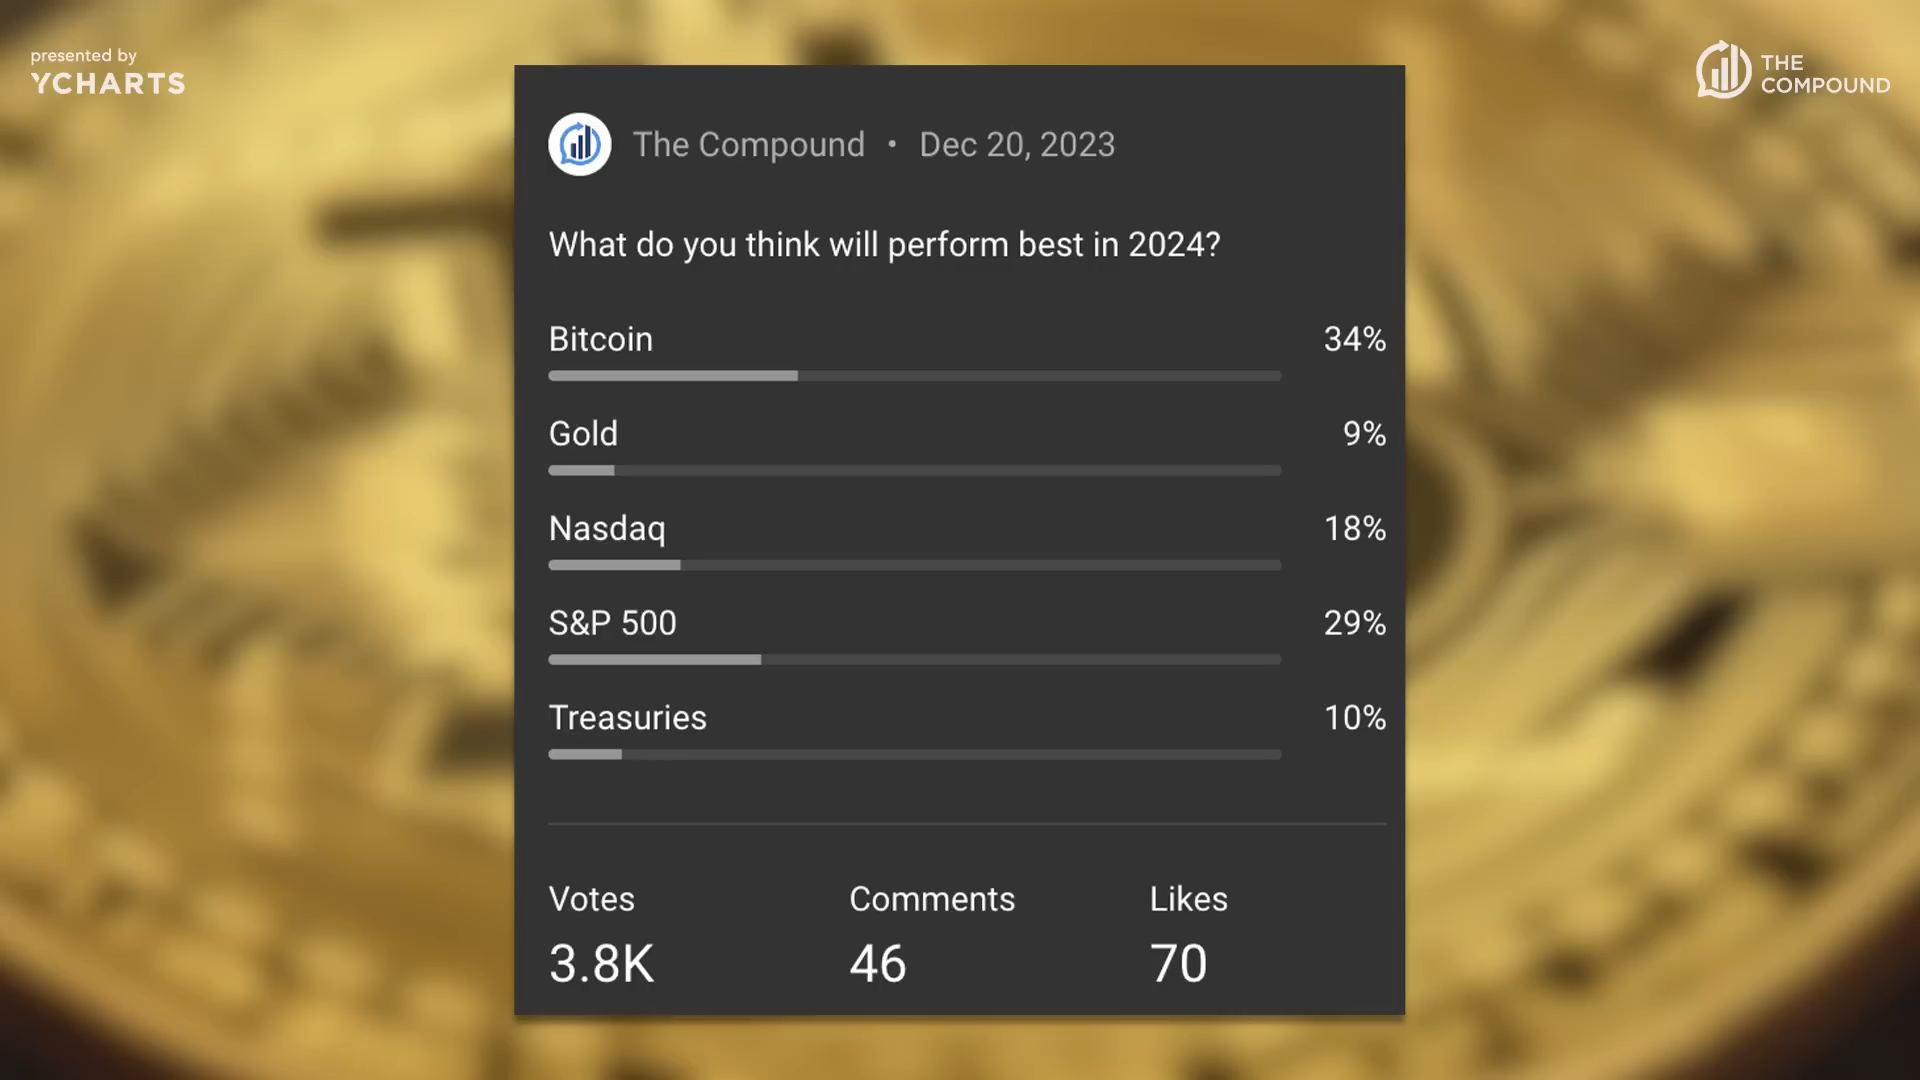 presented by
YCHARTS
THE
COMPOUND
The Compound • Dec 20, 2023
What do you think will perform best in 2024?
Bitcoin 34%
Gold 9%
Nasdaq 18%
S&P 500 29%
Treasuries 10%
Votes Comments Likes
3.8K 46 70